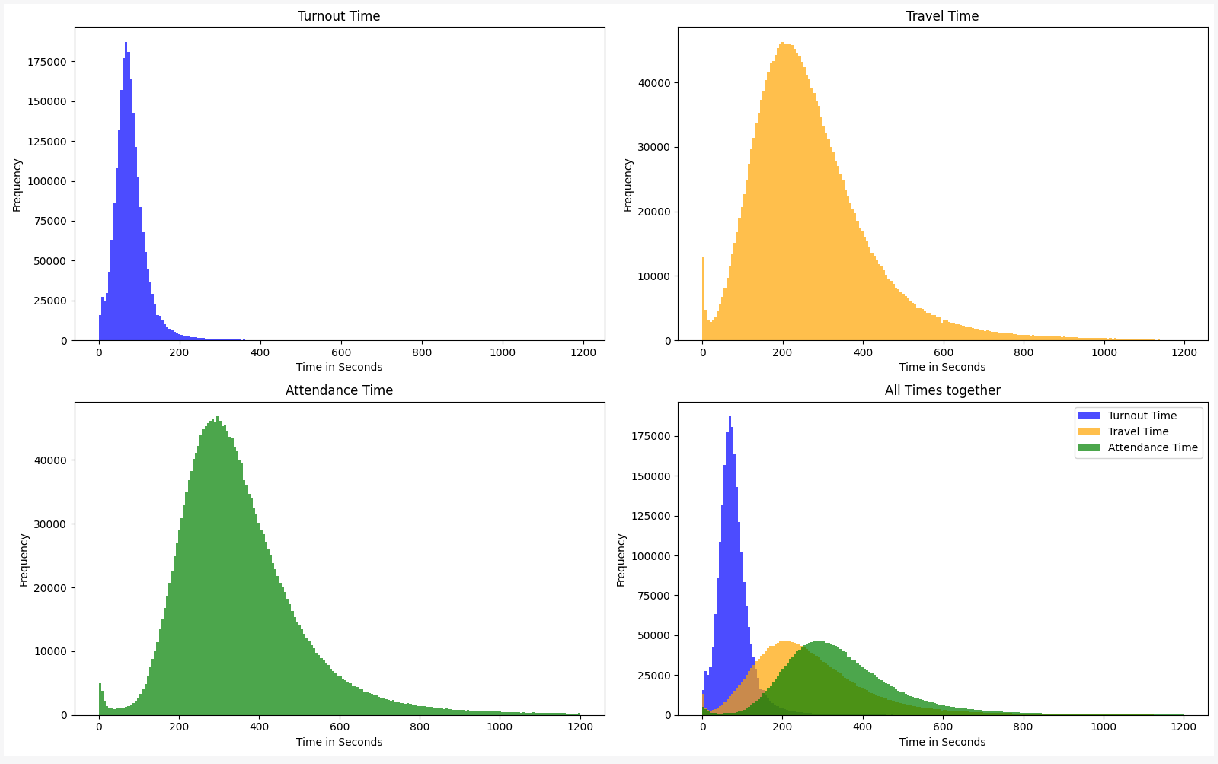 Turnout Time
Frequency
175000
150000
125000
100000
75000
50000
25000
0
0 200 400 600 800 1000 1200
Time in Seconds
Travel Time
Frequency
40000
30000
20000
10000
0
0 200 400 600 800 1000 1200
Time in Seconds
Attendance Time
Frequency
40000
30000
20000
10000
0
0 200 400 600 800 1000 1200
Time in Seconds
All Times together
Frequency
175000
150000
125000
100000
75000
50000
25000
0
0 200 400 600 800 1000 1200
Time in Seconds
Turnout Time
Travel Time
Attendance Time